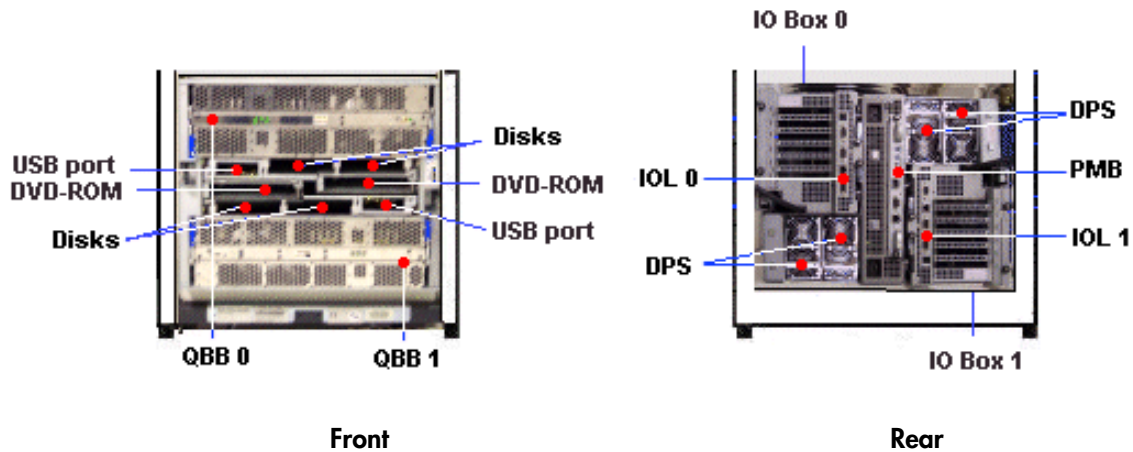 IO Box 0
Disks
DPS
USB port
PMB
DVD-ROM
DVD-ROM
IOL 0
Disks
USB port
IOL 1
DPS
QBB 0
QBB 1
IO Box 1
Front
Rear